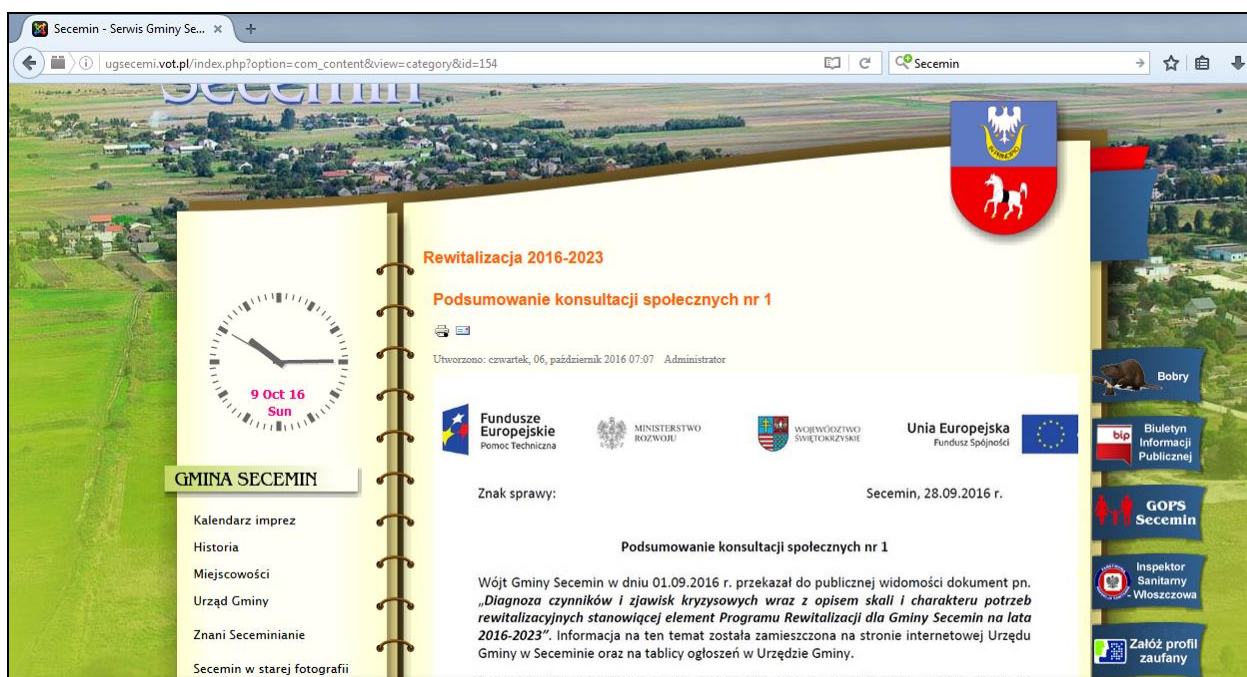 Secemin - Serwis Gminy Se... ×
ugsecemi.vot.pl/index.php?option=com_content&view=category&id=154
Secemin
Secemin
IN PRINCIPIO
Rewitalizacja 2016-2023
Podsumowanie konsultacji społecznych nr 1
Utworzono: czwartek, 06, październik 2016 07:07 Administrator
9 Oct 16
Sun
GMINA SECEMIN
Kalendarz imprez
Historia
Miejscowości
Urząd Gminy
Znani Seceminianie
Secemin w starej fotografii
Fundusze
Europejskie
Pomoc Techniczna
MINISTERSTWO
ROZWOJU
WOJEWÓDZTWO
ŚWIĘTOKRZYSKIE
Unia Europejska
Fundusz Spójności
Znak sprawy:
Secemin, 28.09.2016 r.
Podsumowanie konsultacji społecznych nr 1
Wójt Gminy Secemin w dniu 01.09.2016 r. przekazał do publicznej widomości dokument pn.
„Diagnoza czynników i zjawisk kryzysowych wraz z opisem skali i charakteru potrzeb
rewitalizacyjnych stanowiącej element Programu Rewitalizacji dla Gminy Secemin na lata
2016-2023". Informacja na ten temat została zamieszczona na stronie internetowej Urzędu
Gminy w Seceminie oraz na tablicy ogłoszeń w Urzędzie Gminy.
Bobry
bip
Biuletyn
Informacji
Publicznej
GOPS
Secemin
Inspektor
Sanitarny
- Włoszczowa
Załóż profil
zaufany